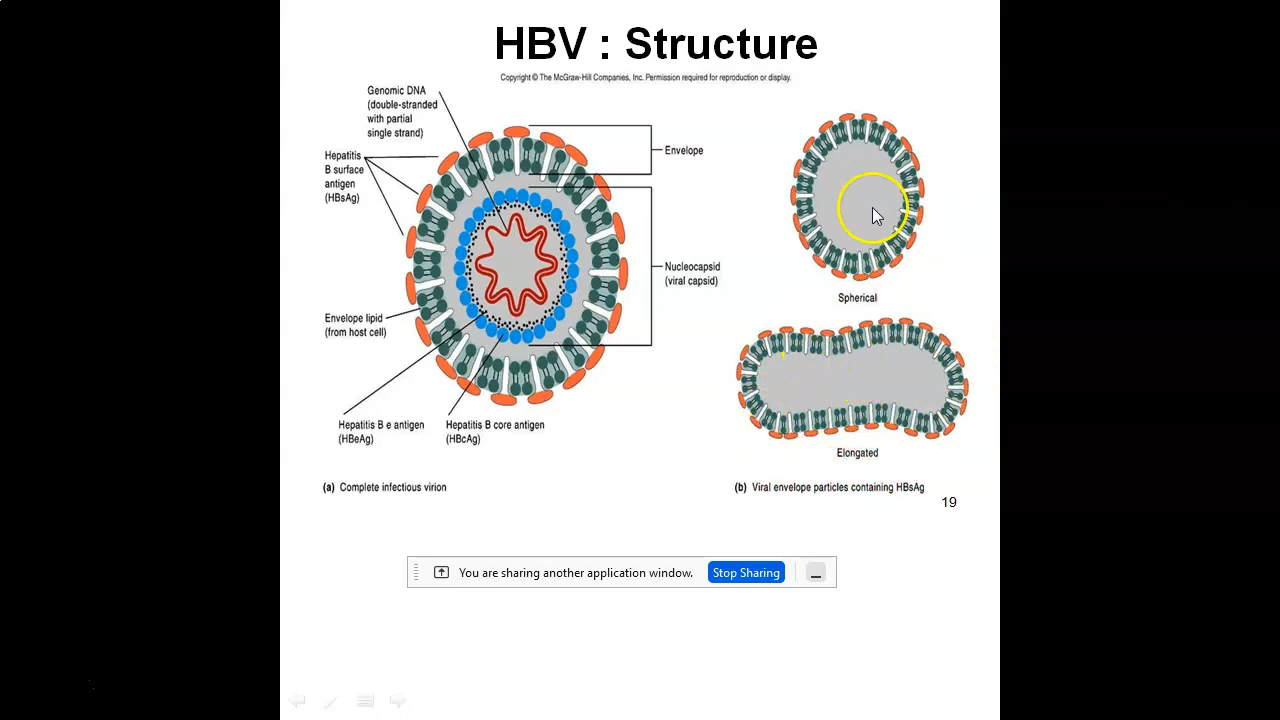 HBV : Structure
Copyright © The McGraw-Hill Companies, Inc. Permission required for reproduction or display.
Genomic DNA
(double-stranded
with partial
single strand)
Hepatitis
B surface
antigen
(HBsAg)
Envelope
Nucleocapsid
(viral capsid)
Envelope lipid
(from host cell)
Hepatitis B e antigen
(HBeAg)
Hepatitis B core antigen
(HBcAg)
(a) Complete infectious virion
Spherical
Elongated
(b) Viral envelope particles containing HBsAg
19
You are sharing another application window. Stop Sharing